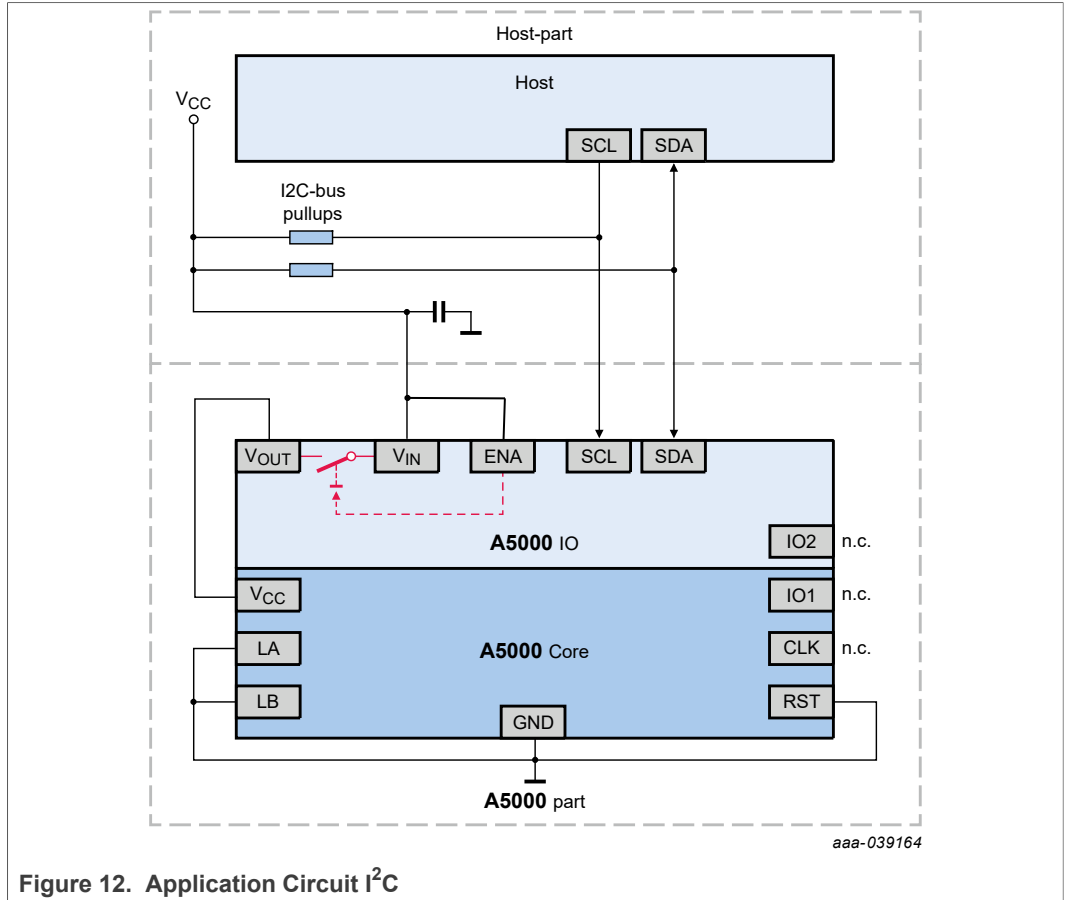 Host-part
Host
VCC
SCL SDA
I2C-bus
pullups
VOUT VIN ENA SCL SDA
A5000 IO
IO2 n.c.
VCC
IO1 n.c.
LA
A5000 Core
CLK n.c.
LB
RST
GND
A5000 part
aaa-039164
Figure 12. Application Circuit I²C